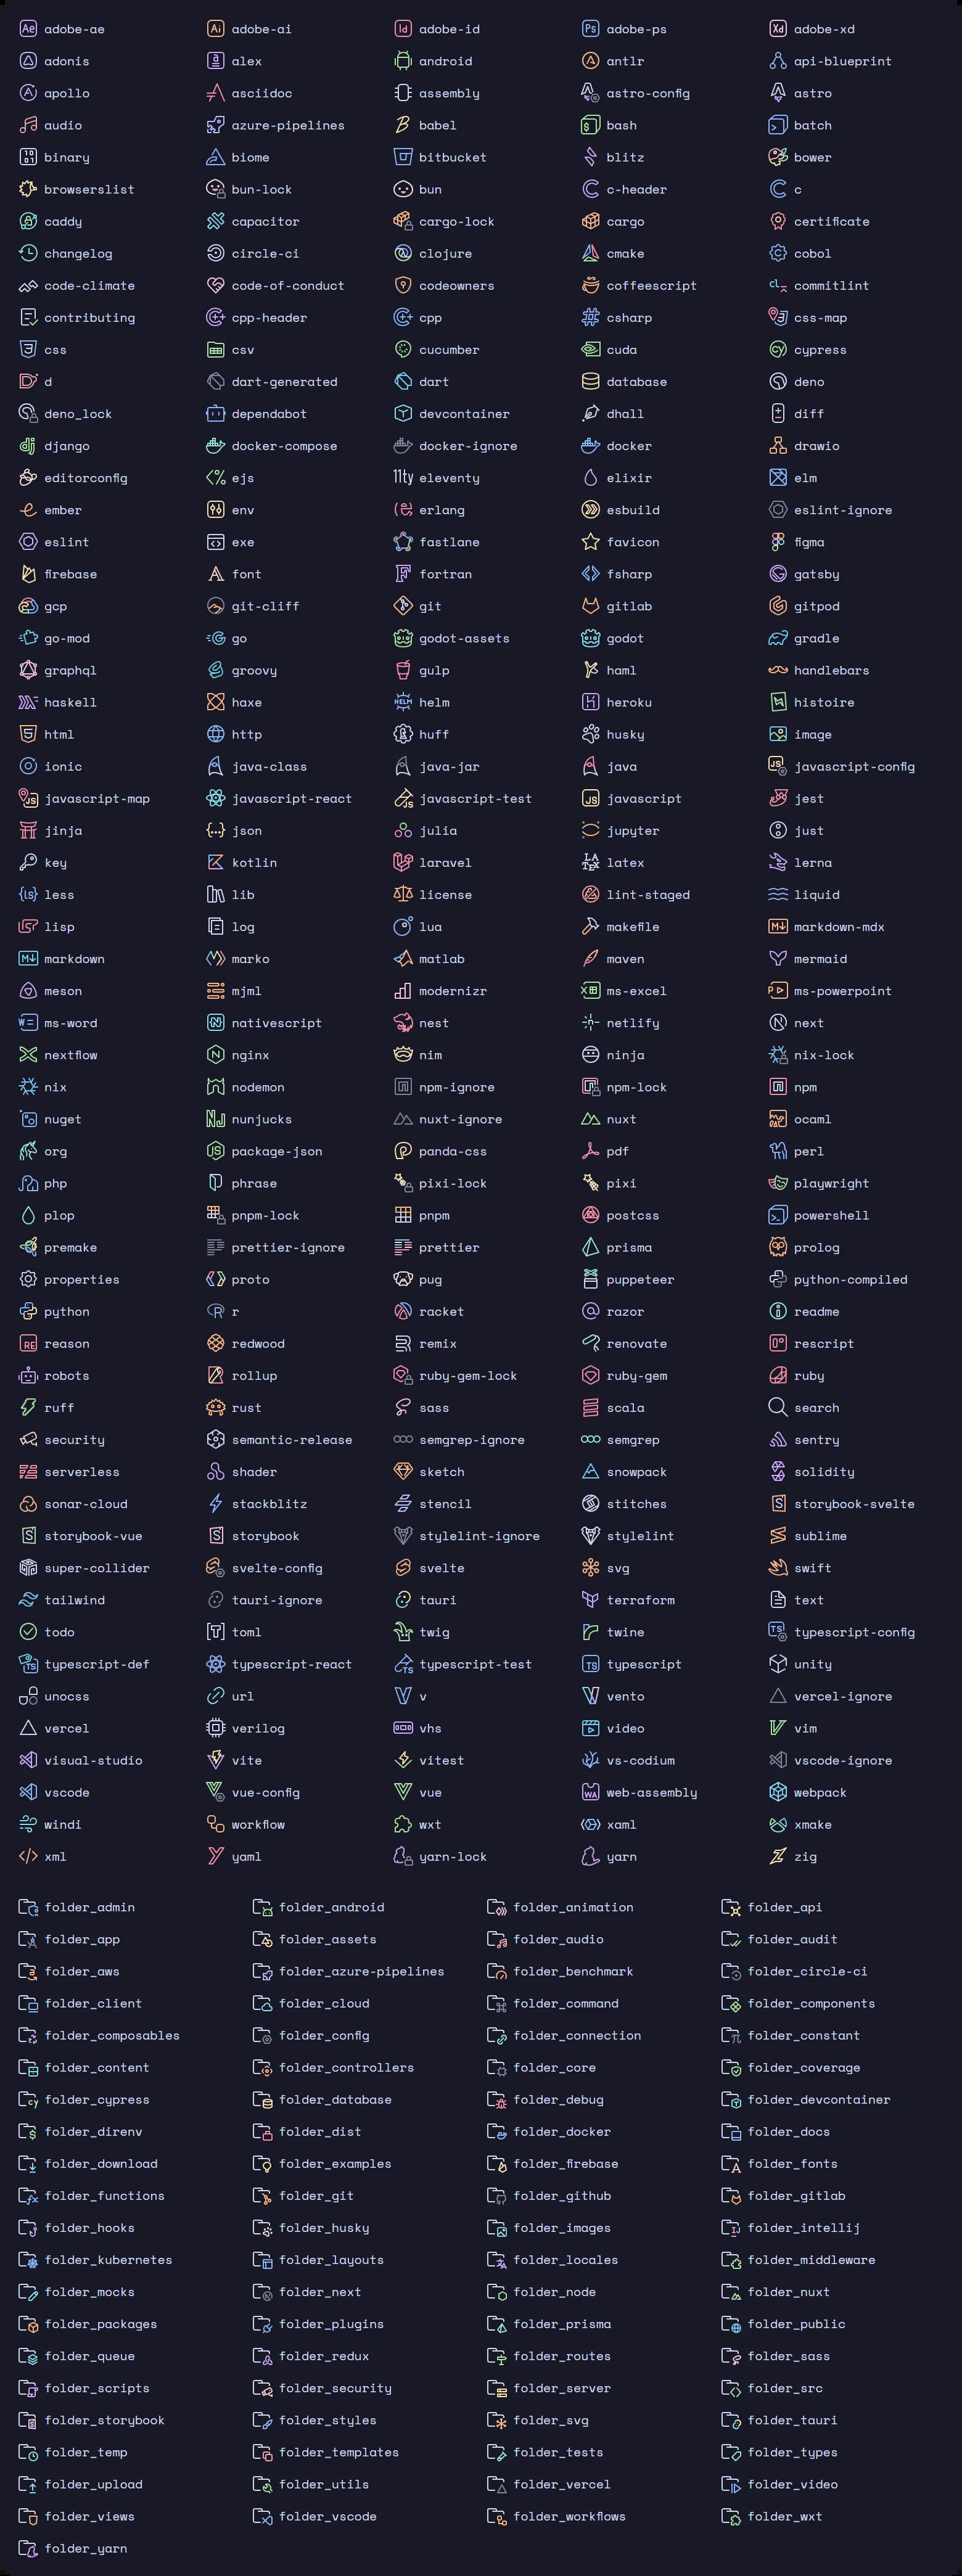 adobe-ae adobe-ai adobe-id adobe-ps adobe-xd
adonis alex android antlr api-blueprint
apollo asciidoc assembly astro-config astro
audio azure-pipelines babel bash batch
binary biome bitbucket blitz bower
browserslist bun-lock bun c-header c
caddy capacitor cargo-lock cargo certificate
changelog circle-ci clojure cmake cobol
code-climate code-of-conduct codeowners coffeescript commitlint
contributing cpp-header cpp csharp css-map
css csv cucumber cuda cypress
d dart-generated dart database deno
deno_lock dependabot devcontainer dhall diff
django docker-compose docker-ignore docker drawio
editorconfig ejs eleventy elixir elm
ember env erlang esbuild eslint-ignore
eslint exe fastlane favicon figma
firebase font fortran fsharp gatsby
gcp git-cliff git gitlab gitpod
go-mod go godot-assets godot gradle
graphql groovy gulp haml handlebars
haskell haxe helm heroku histoire
html http huff husky image
ionic java-class java-jar java javascript-config
javascript-map javascript-react javascript-test javascript jest
jinja json julia jupyter just
key kotlin laravel latex lerna
less lib license lint-staged liquid
lisp log lua makefile markdown-mdx
markdown marko matlab maven mermaid
meson mjml modernizr ms-excel ms-powerpoint
ms-word nativescript nest netlify next
nextflow nginx nim ninja nix-lock
nix nodemon npm-ignore npm-lock npm
nuget nunjucks nuxt-ignore nuxt ocaml
org package-json panda-css pdf perl
php phrase pixi-lock pixi playwright
plop pnpm-lock pnpm postcss powershell
premake prettier-ignore prettier prisma prolog
properties proto pug puppeteer python-compiled
python r racket razor readme
reason redwood remix renovate rescript
robots rollup ruby-gem-lock ruby-gem ruby
ruff rust sass scala search
security semantic-release semgrep-ignore semgrep sentry
serverless shader sketch snowpack solidity
sonar-cloud stackblitz stencil stitches storybook-svelte
storybook-vue storybook stylelint-ignore stylelint sublime
super-collider svelte-config svelte svg swift
tailwind tauri-ignore tauri terraform text
todo toml twig twine typescript-config
typescript-def typescript-react typescript-test typescript unity
unocss url v vento vercel-ignore
vercel verilog vhs video vim
visual-studio vite vitest vs-codium vscode-ignore
vscode vue-config vue web-assembly webpack
windi workflow wxt xaml xmake
xml yaml yarn-lock yarn zig
folder_admin folder_android folder_animation folder_api
folder_app folder_assets folder_audio folder_audit
folder_aws folder_azure-pipelines folder_benchmark folder_circle-ci
folder_client folder_cloud folder_command folder_components
folder_composables folder_config folder_connection folder_constant
folder_content folder_controllers folder_core folder_coverage
folder_cypress folder_database folder_debug folder_devcontainer
folder_direnv folder_dist folder_docker folder_docs
folder_download folder_examples folder_firebase folder_fonts
folder_functions folder_git folder_github folder_gitlab
folder_hooks folder_husky folder_images folder_intellij
folder_kubernetes folder_layouts folder_locales folder_middleware
folder_mocks folder_next folder_node folder_nuxt
folder_packages folder_plugins folder_prisma folder_public
folder_queue folder_redux folder_routes folder_sass
folder_scripts folder_security folder_server folder_src
folder_storybook folder_styles folder_svg folder_tauri
folder_temp folder_templates folder_tests folder_types
folder_upload folder_utils folder_vercel folder_video
folder_views folder_vscode folder_workflows folder_wxt
folder_yarn